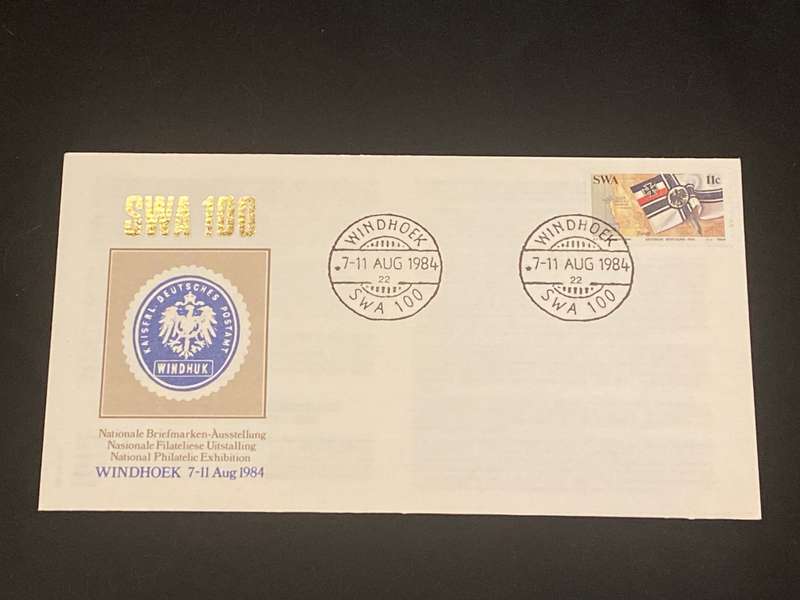 SWA 100
KAISERL. DEUTSCHES POSTAMT
WINDHUK
Nationale Briefmarken-Ausstellung
Nasionale Filateliese Uitstalling
National Philatelic Exhibition
WINDHOEK 7-11 Aug 1984
WINDHOEK
*7-11 AUG 1984
22
SWA 100
WINDHOEK
*7-11 AUG 1984
22
SWA 100
SWA 11c